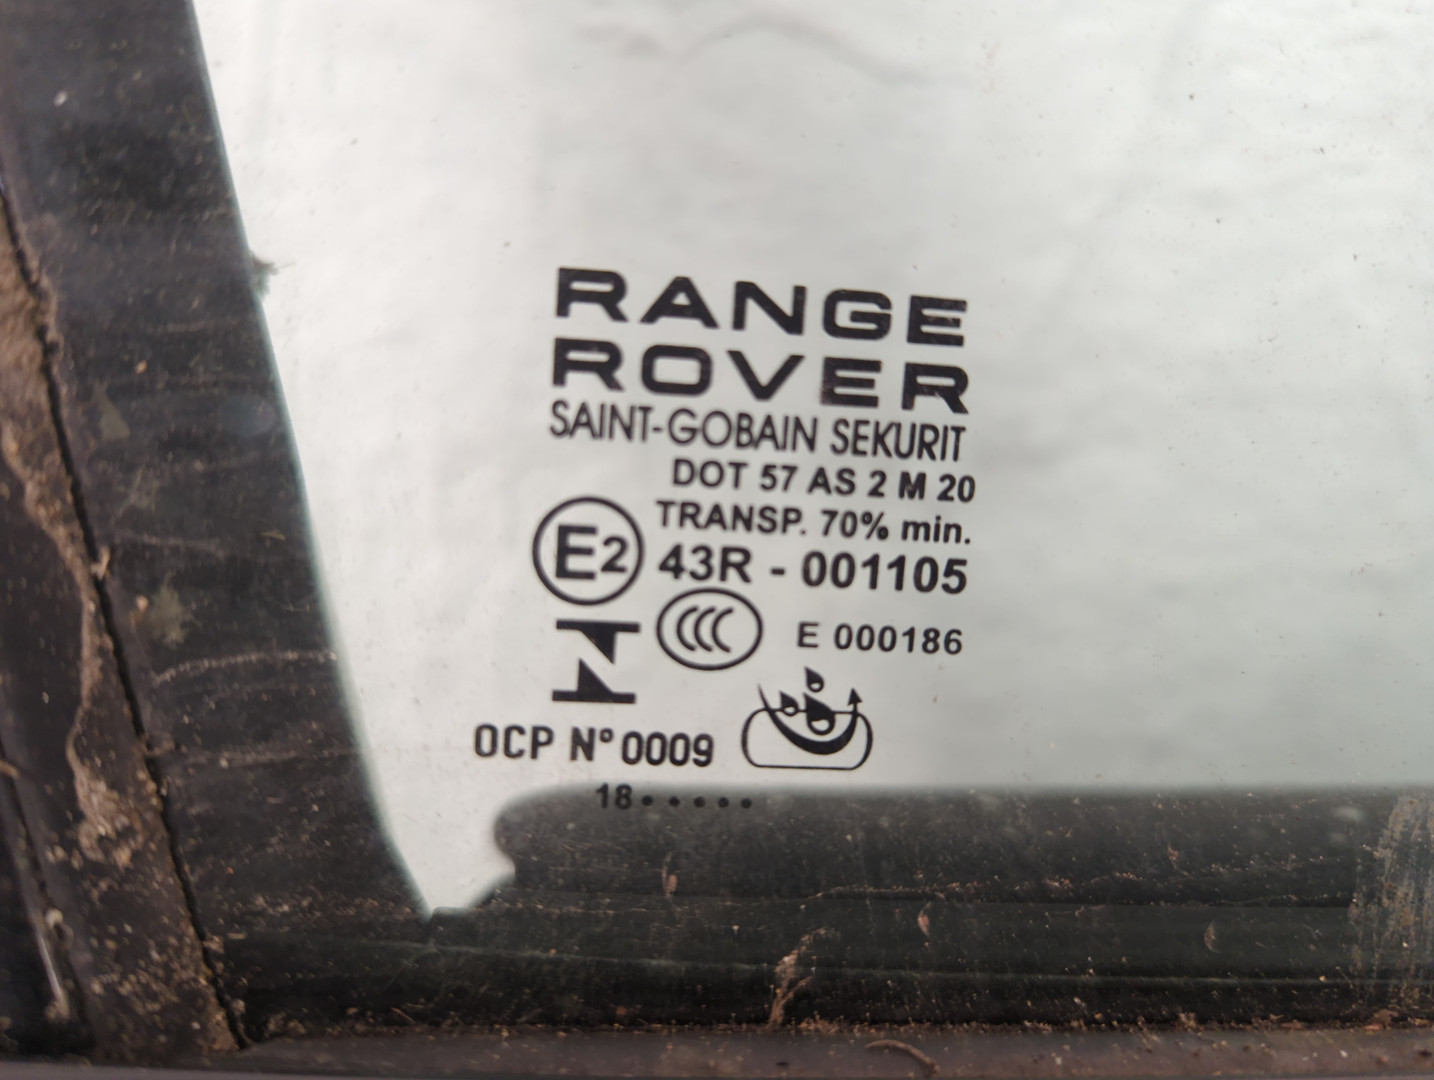 RANGE
ROVER
SAINT-GOBAIN SEKURIT
DOT 57 AS 2 M 20
TRANSP. 70% min.
E2 43R - 001105
CCC E 000186
OCP N° 0009
18•••••